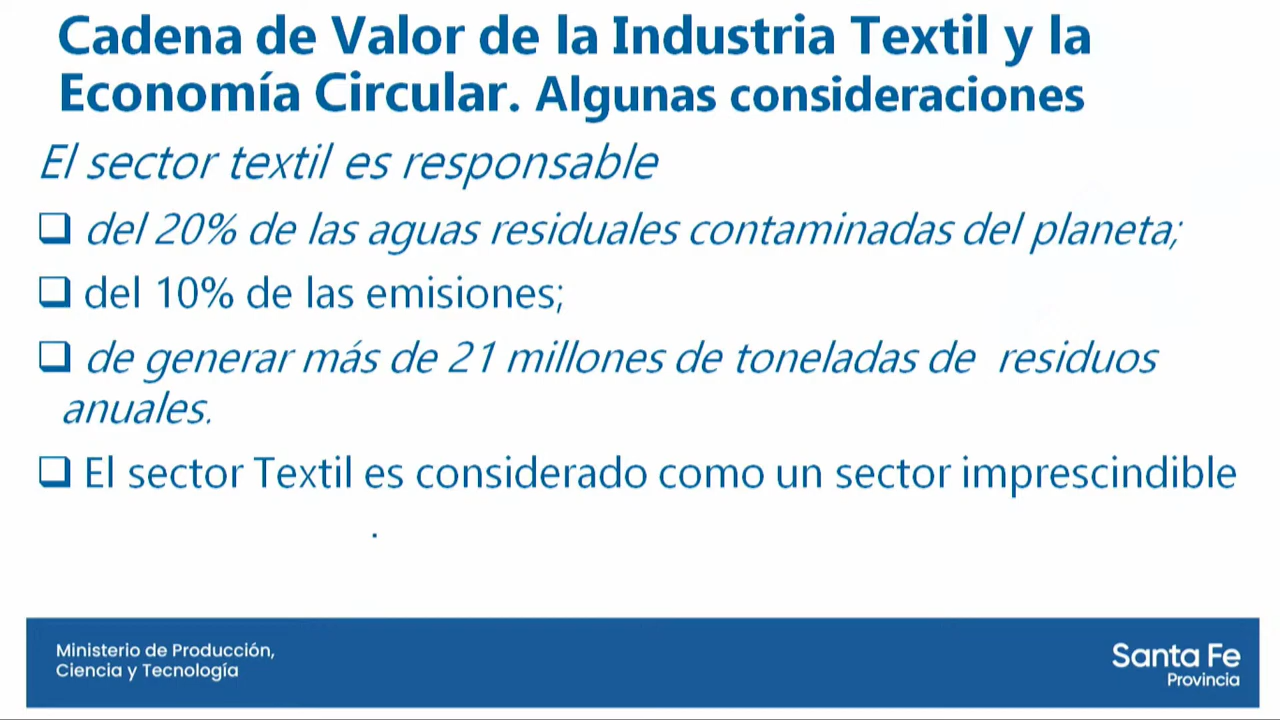 Cadena de Valor de la Industria Textil y la
Economía Circular. Algunas consideraciones
El sector textil es responsable
❑ del 20% de las aguas residuales contaminadas del planeta;
❑ del 10% de las emisiones;
❑ de generar más de 21 millones de toneladas de  residuos
anuales.
❑ El sector Textil es considerado como un sector imprescindible
.
Ministerio de Producción,
Ciencia y Tecnología
Santa Fe
Provincia